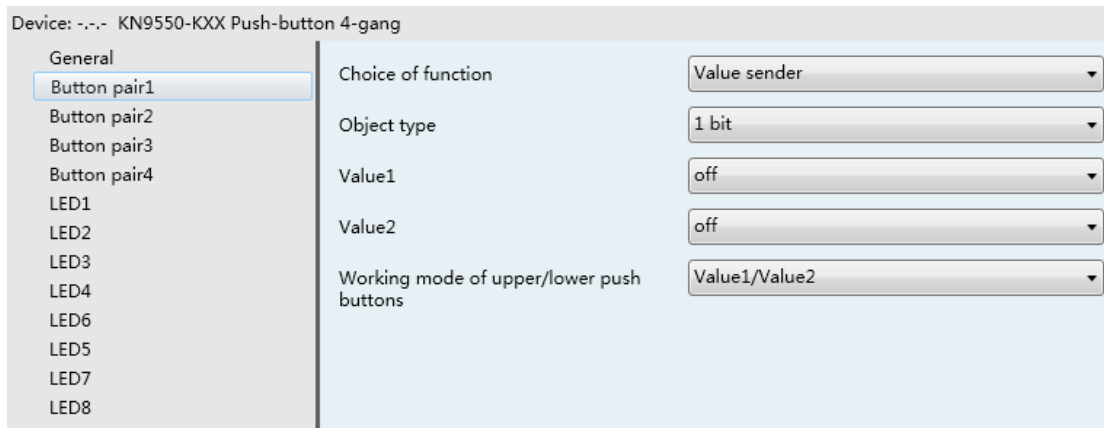 Device: -.-.- KN9550-KXX Push-button 4-gang
General
Button pair1
Button pair2
Button pair3
Button pair4
LED1
LED2
LED3
LED4
LED6
LED5
LED7
LED8
Choice of function
Value sender
Object type
1 bit
Value1
off
Value2
off
Working mode of upper/lower push
buttons
Value1/Value2